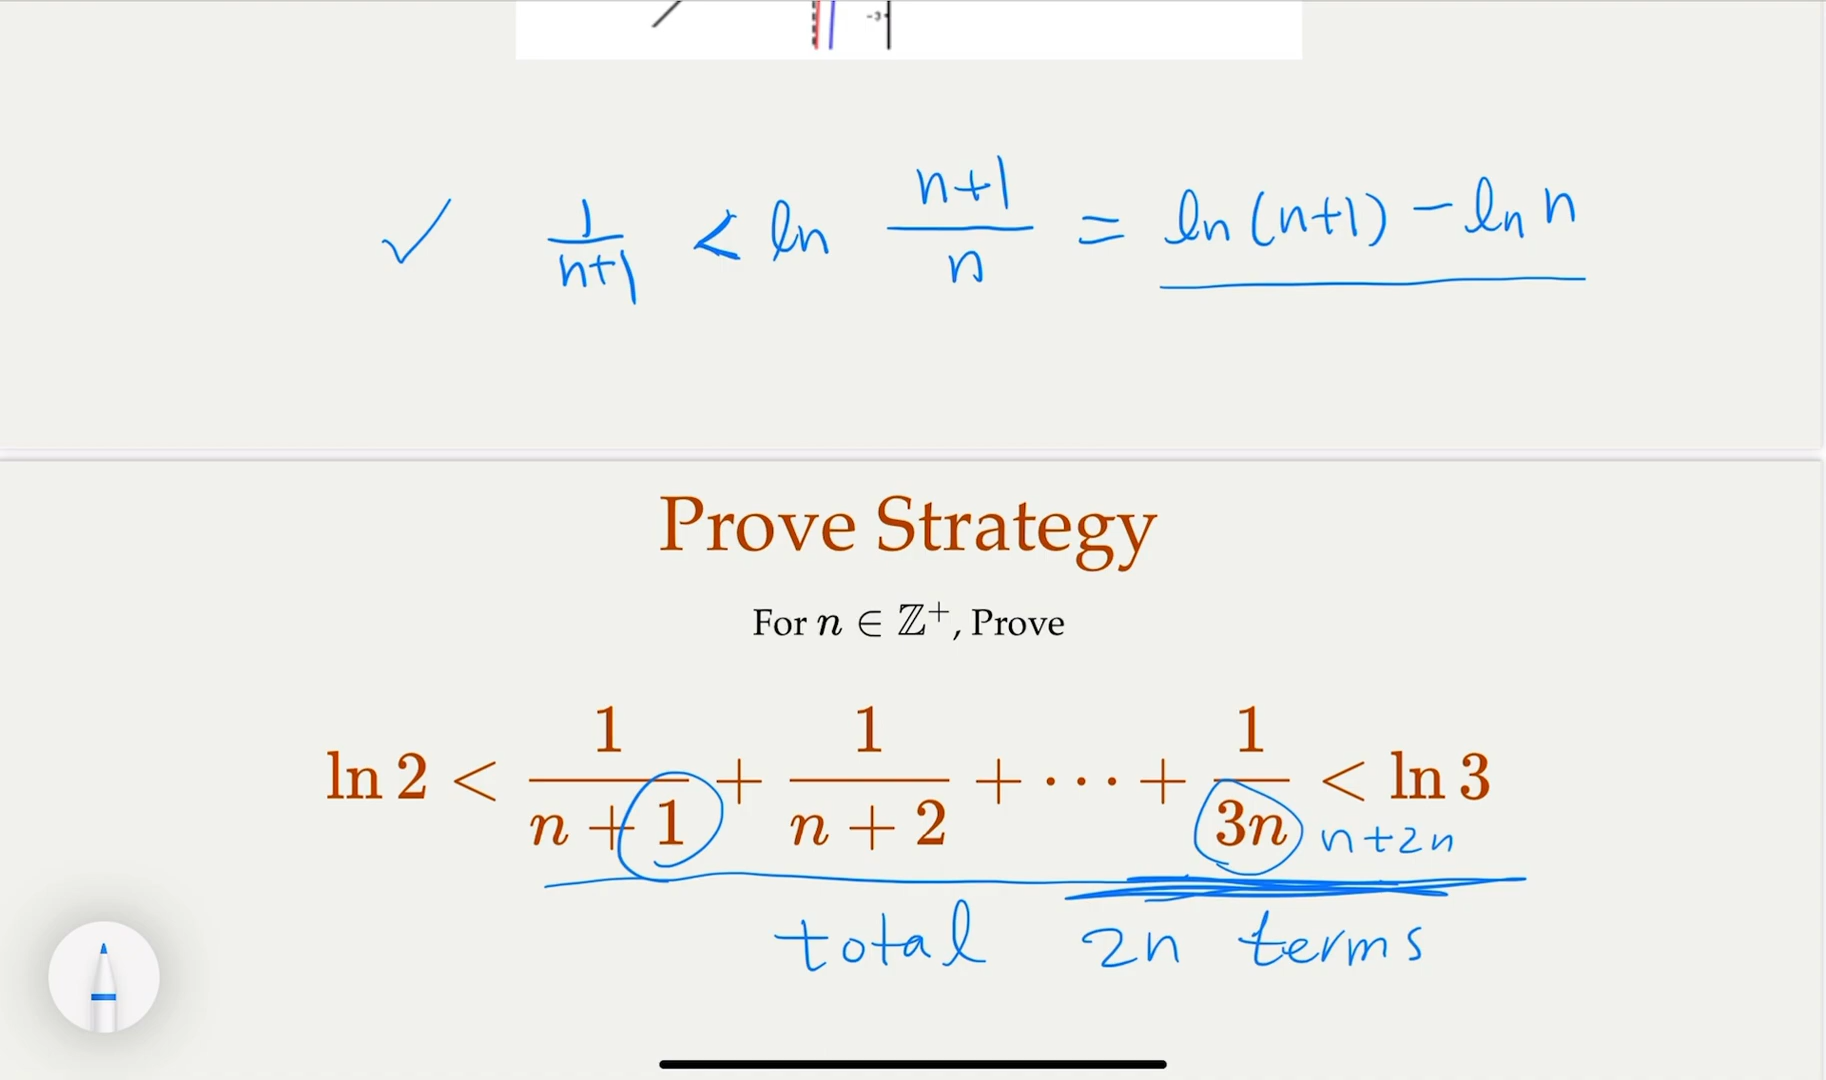 -3
✓ 1/(n+1) < ln (n+1)/n = ln(n+1) - ln n
Prove Strategy
For n ∈ ℤ⁺, Prove
ln 2 < 1/(n + 1) + 1/(n + 2) + ··· + 1/(3n) < ln 3
n+2n
total 2n terms